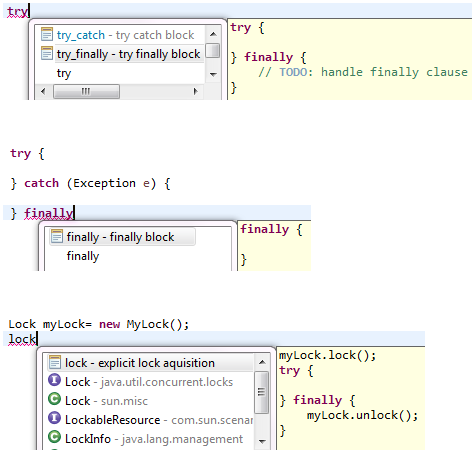 try
try_catch - try catch block
try_finally - try finally block
try
try {
} finally {
// TODO: handle finally clause
}
try {
} catch (Exception e) {
} finally
finally - finally block
finally
finally {
}
Lock myLock= new MyLock();
lock
lock - explicit lock aquisition
Lock - java.util.concurrent.locks
Lock - sun.misc
LockableResource - com.sun.scenar
LockInfo - java.lang.management
myLock.lock();
try {
} finally {
myLock.unlock();
}